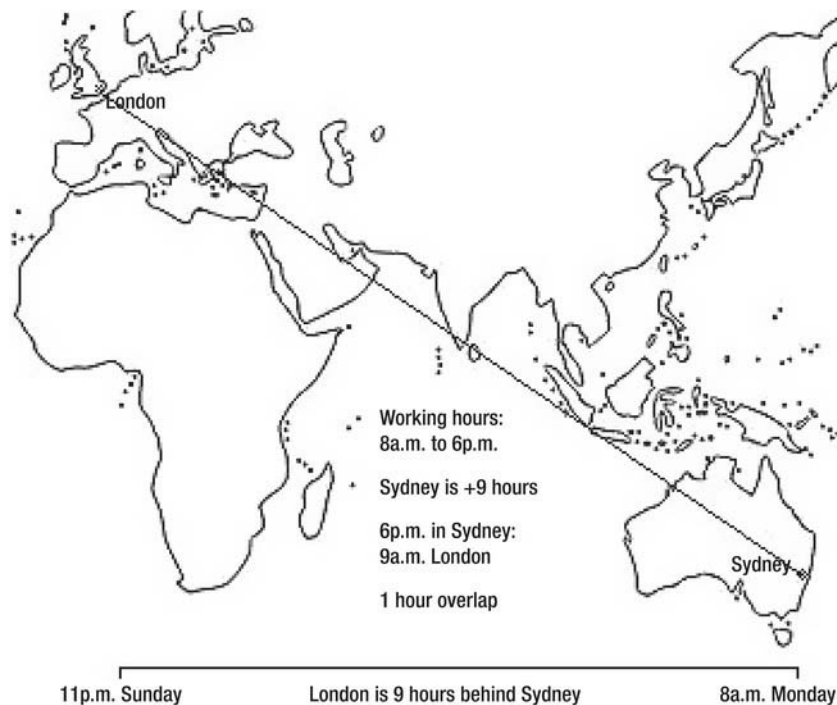 London
Working hours:
8a.m. to 6p.m.
Sydney is +9 hours
6p.m. in Sydney:
9a.m. London
1 hour overlap
Sydney
11p.m. Sunday
London is 9 hours behind Sydney
8a.m. Monday